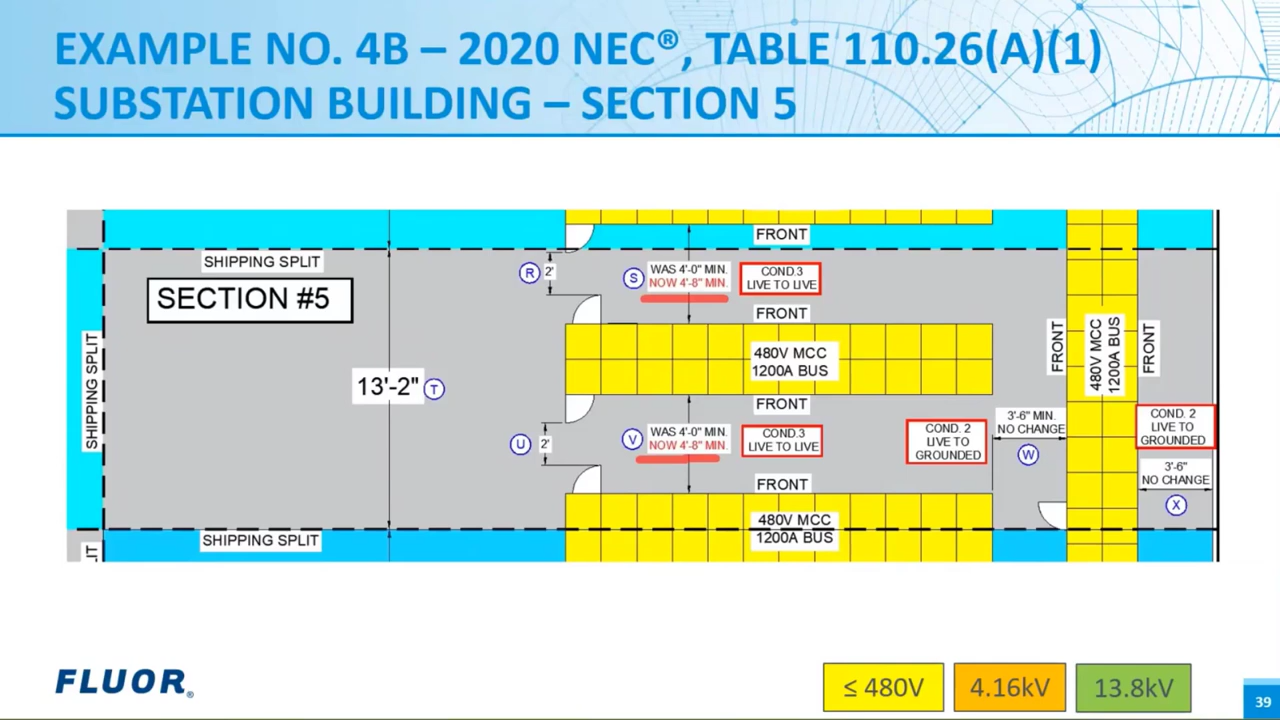 EXAMPLE NO. 4B – 2020 NEC®, TABLE 110.26(A)(1)
SUBSTATION BUILDING – SECTION 5
FRONT
SHIPPING SPLIT
R
2'
S
WAS 4'-0" MIN.
NOW 4'-8" MIN.
COND.3
LIVE TO LIVE
SECTION #5
FRONT
SHIPPING SPLIT
13'-2"
T
480V MCC
1200A BUS
FRONT
480V MCC
1200A BUS
FRONT
FRONT
U
2'
V
WAS 4'-0" MIN.
NOW 4'-8" MIN.
COND.3
LIVE TO LIVE
COND. 2
LIVE TO
GROUNDED
3'-6" MIN.
NO CHANGE
W
COND. 2
LIVE TO
GROUNDED
3'-6"
NO CHANGE
X
FRONT
480V MCC
1200A BUS
SHIPPING SPLIT
LIT
FLUOR®
≤ 480V
4.16kV
13.8kV
39